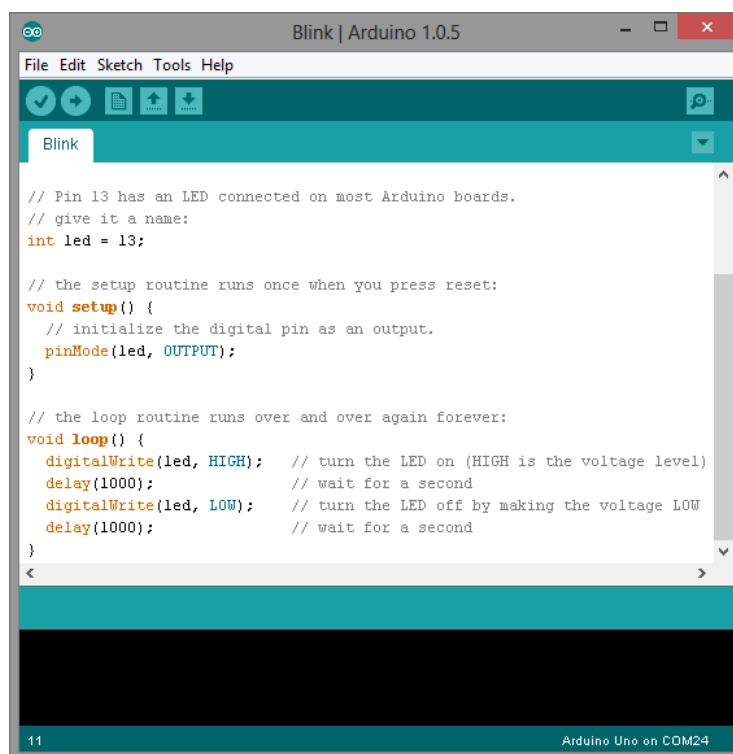 Blink | Arduino 1.0.5
File Edit Sketch Tools Help
Blink
// Pin 13 has an LED connected on most Arduino boards.
// give it a name:
int led = 13;
// the setup routine runs once when you press reset:
void setup() {
  // initialize the digital pin as an output.
  pinMode(led, OUTPUT);
}
// the loop routine runs over and over again forever:
void loop() {
  digitalWrite(led, HIGH);   // turn the LED on (HIGH is the voltage level)
  delay(1000);               // wait for a second
  digitalWrite(led, LOW);    // turn the LED off by making the voltage LOW
  delay(1000);               // wait for a second
}
11 Arduino Uno on COM24